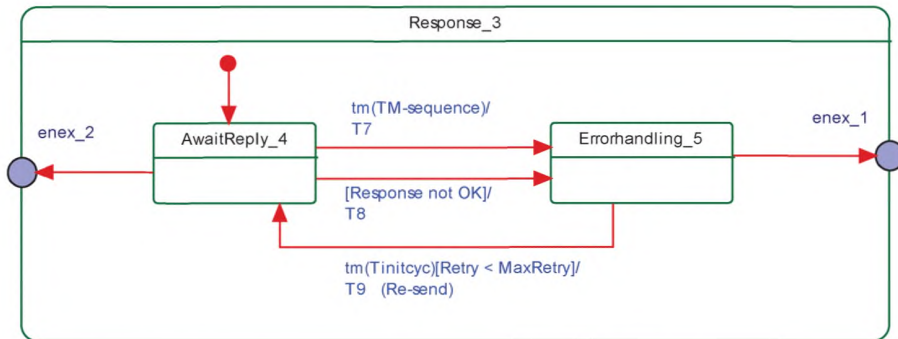 Response_3
tm(TM-sequence)/
T7
enex_2
enex_1
AwaitReply_4
Errorhandling_5
[Response not OK]/
T8
tm(Tinitcyc)[Retry < MaxRetry]/
T9 (Re-send)